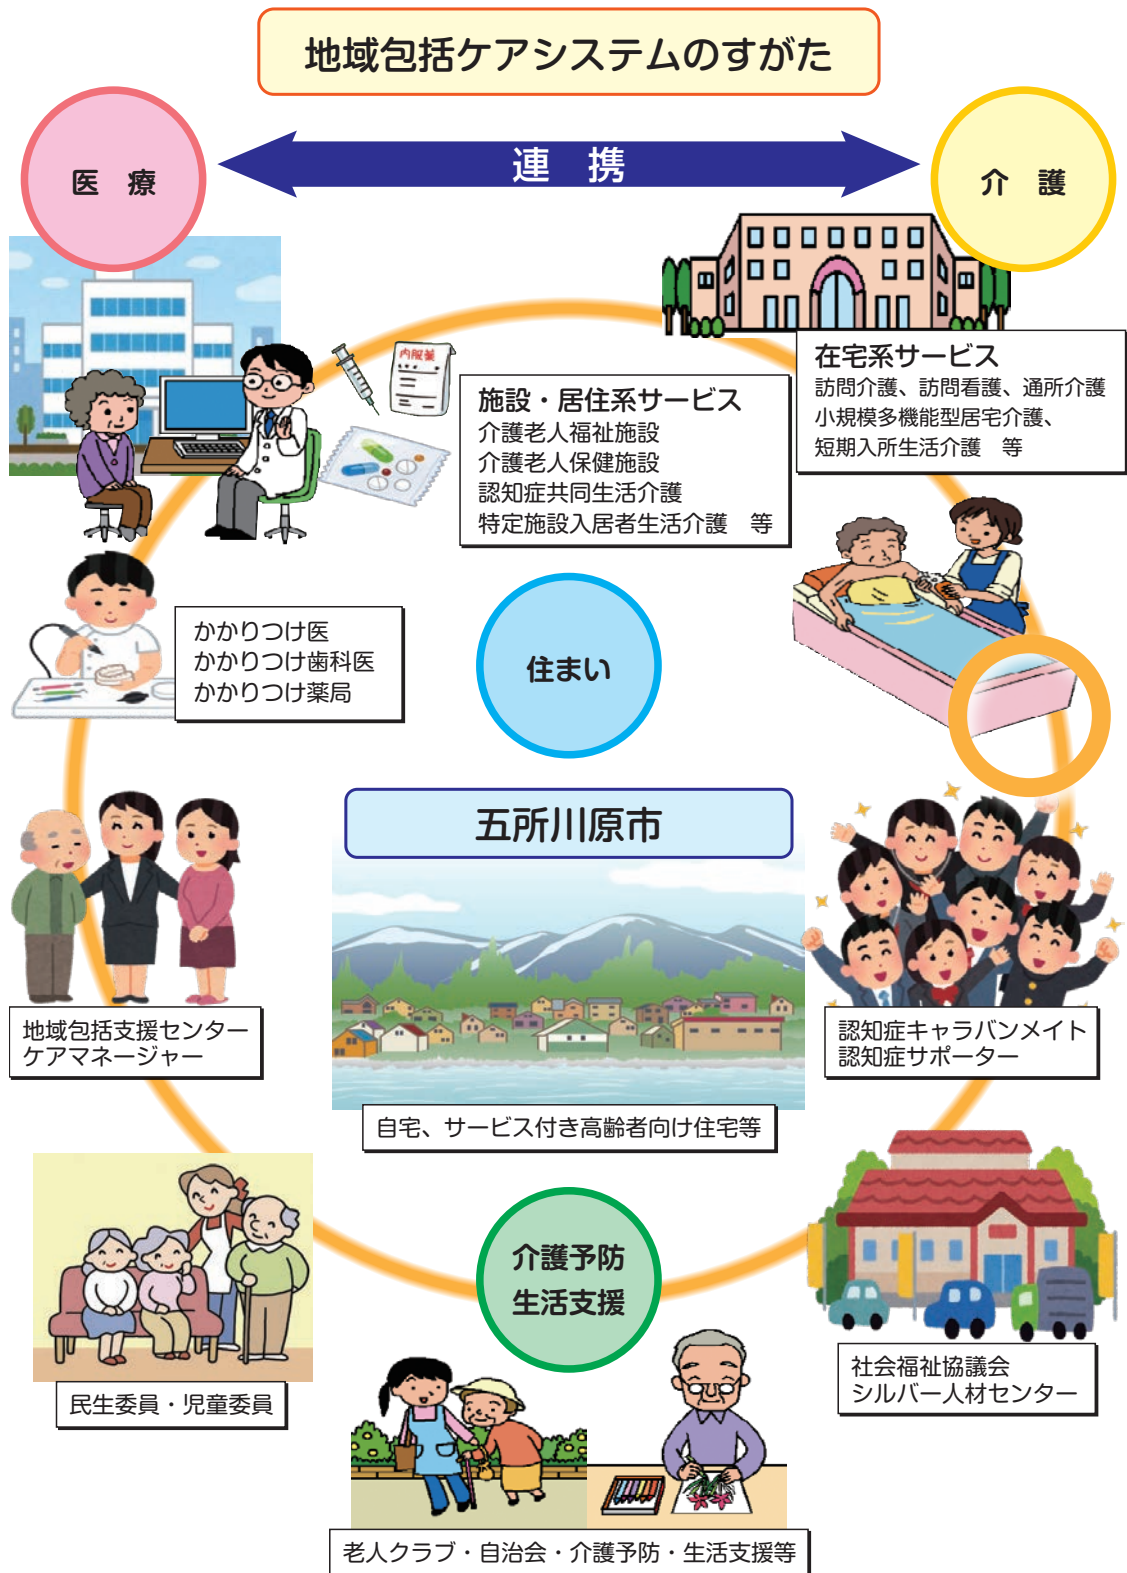 地域包括ケアシステムのすがた
医 療
連 携
介 護
内服薬
在宅系サービス
訪問介護、訪問看護、通所介護
小規模多機能型居宅介護、
短期入所生活介護 等
施設・居住系サービス
介護老人福祉施設
介護老人保健施設
認知症共同生活介護
特定施設入居者生活介護 等
かかりつけ医
かかりつけ歯科医
かかりつけ薬局
住まい
五所川原市
地域包括支援センター
ケアマネージャー
認知症キャラバンメイト
認知症サポーター
自宅、サービス付き高齢者向け住宅等
介護予防
生活支援
民生委員・児童委員
社会福祉協議会
シルバー人材センター
老人クラブ・自治会・介護予防・生活支援等